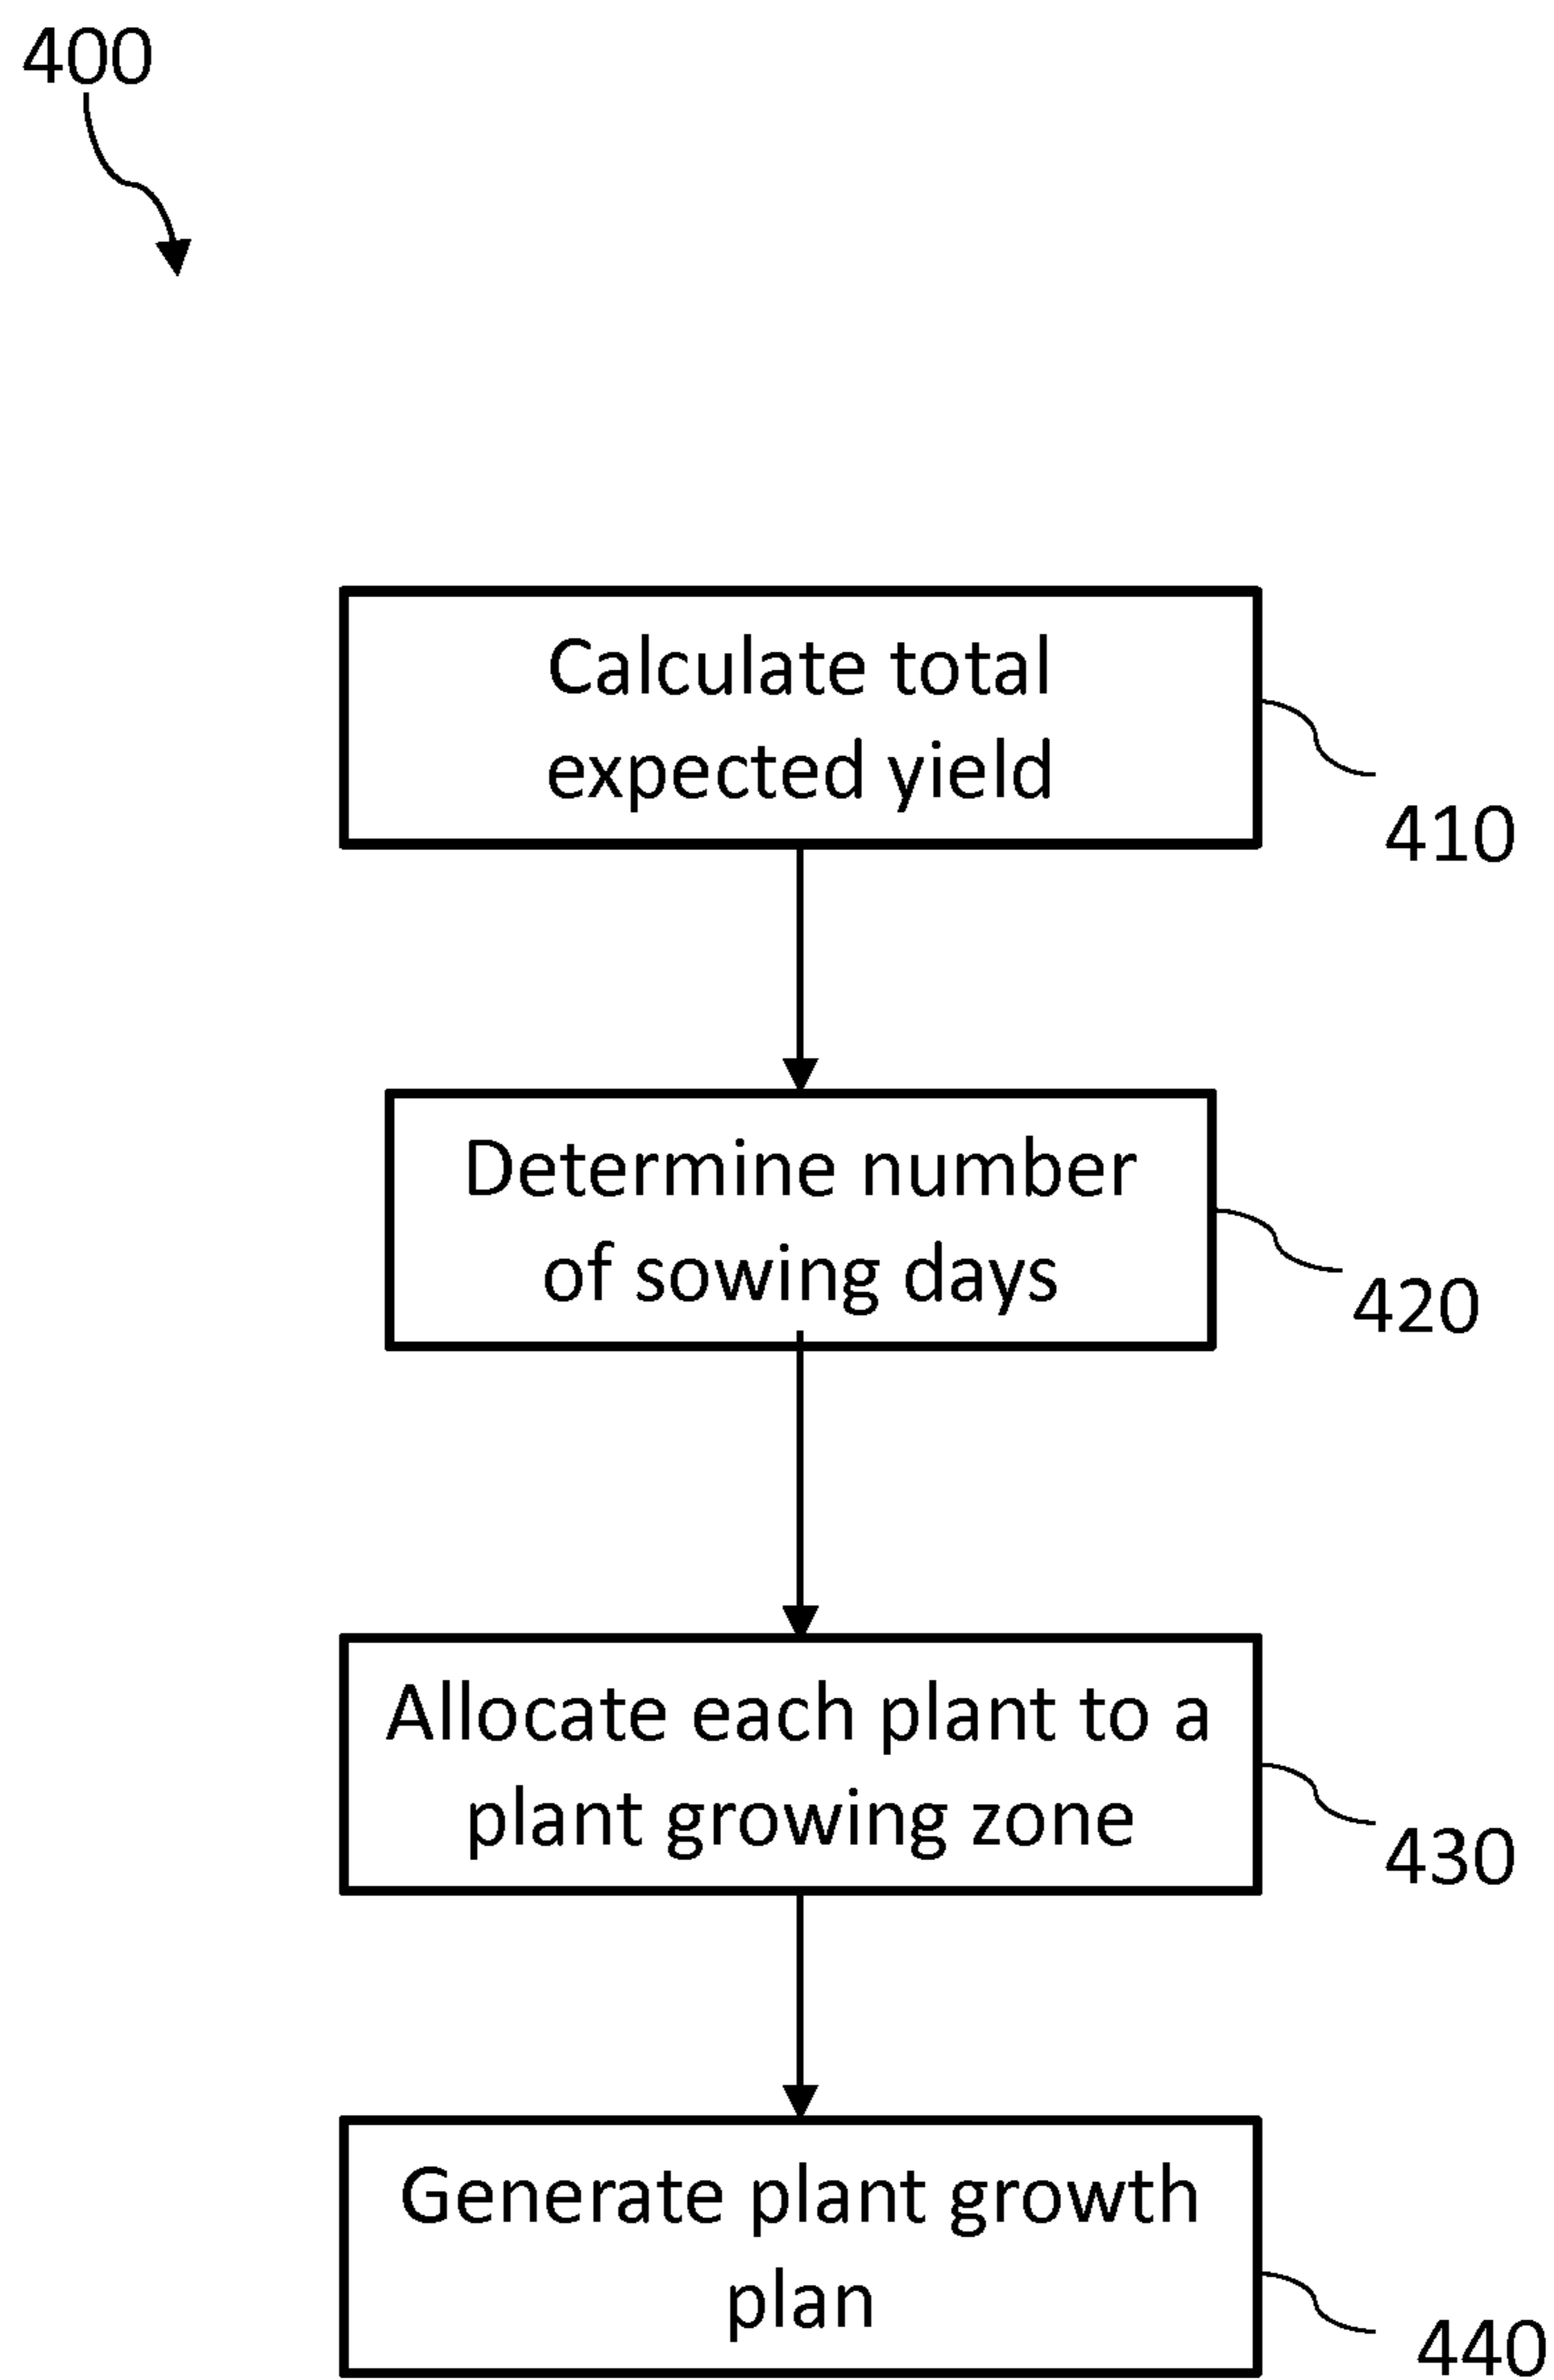 400
Calculate total
expected yield
410
Determine number
of sowing days
420
Allocate each plant to a
plant growing zone
430
Generate plant growth
plan
440